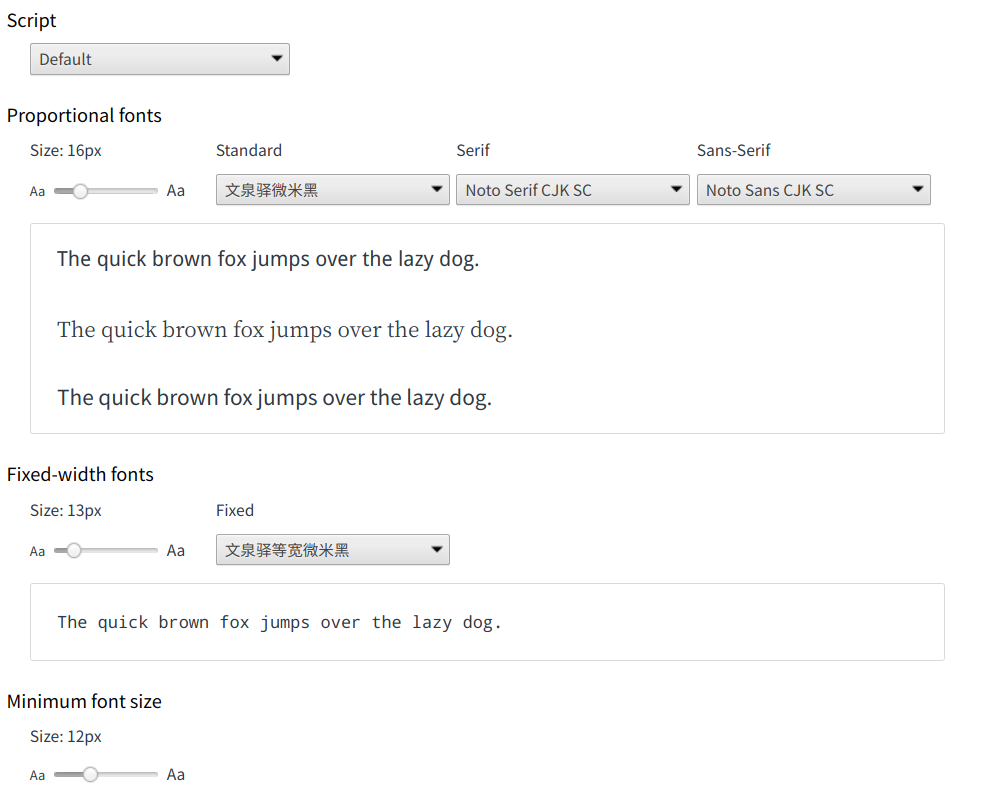 Script
Default
Proportional fonts
Size: 16px Standard Serif Sans-Serif
Aa Aa 文泉驿微米黑 Noto Serif CJK SC Noto Sans CJK SC
The quick brown fox jumps over the lazy dog.
The quick brown fox jumps over the lazy dog.
The quick brown fox jumps over the lazy dog.
Fixed-width fonts
Size: 13px Fixed
Aa Aa 文泉驿等宽微米黑
The quick brown fox jumps over the lazy dog.
Minimum font size
Size: 12px
Aa Aa